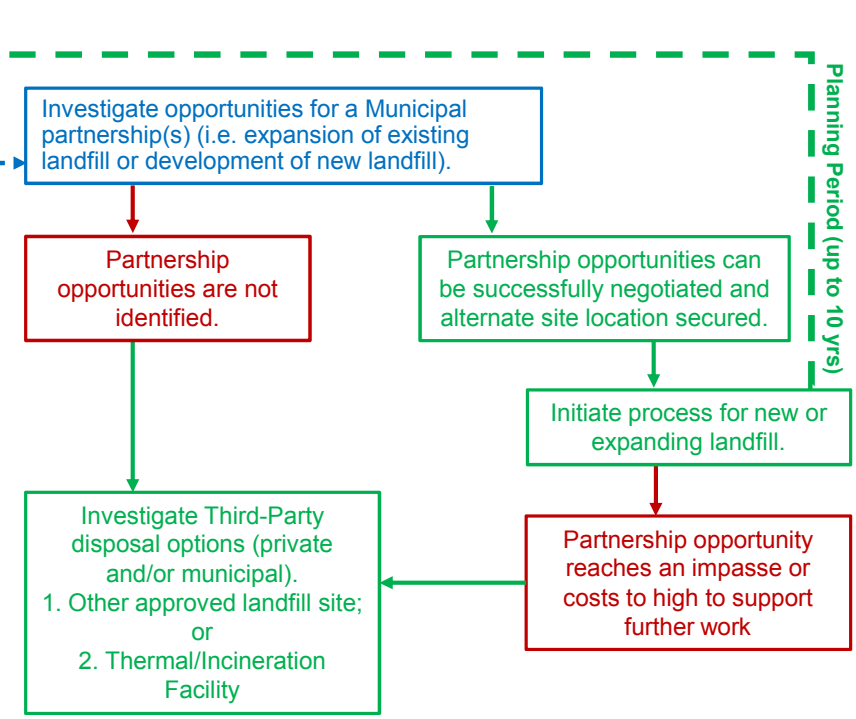 Investigate opportunities for a Municipal
partnership(s) (i.e. expansion of existing
landfill or development of new landfill).
Planning Period (up to 10 yrs)
Partnership
opportunities are not
identified.
Partnership opportunities can
be successfully negotiated and
alternate site location secured.
Initiate process for new or
expanding landfill.
Investigate Third-Party
disposal options (private
and/or municipal).
1. Other approved landfill site;
or
2. Thermal/Incineration
Facility
Partnership opportunity
reaches an impasse or
costs to high to support
further work